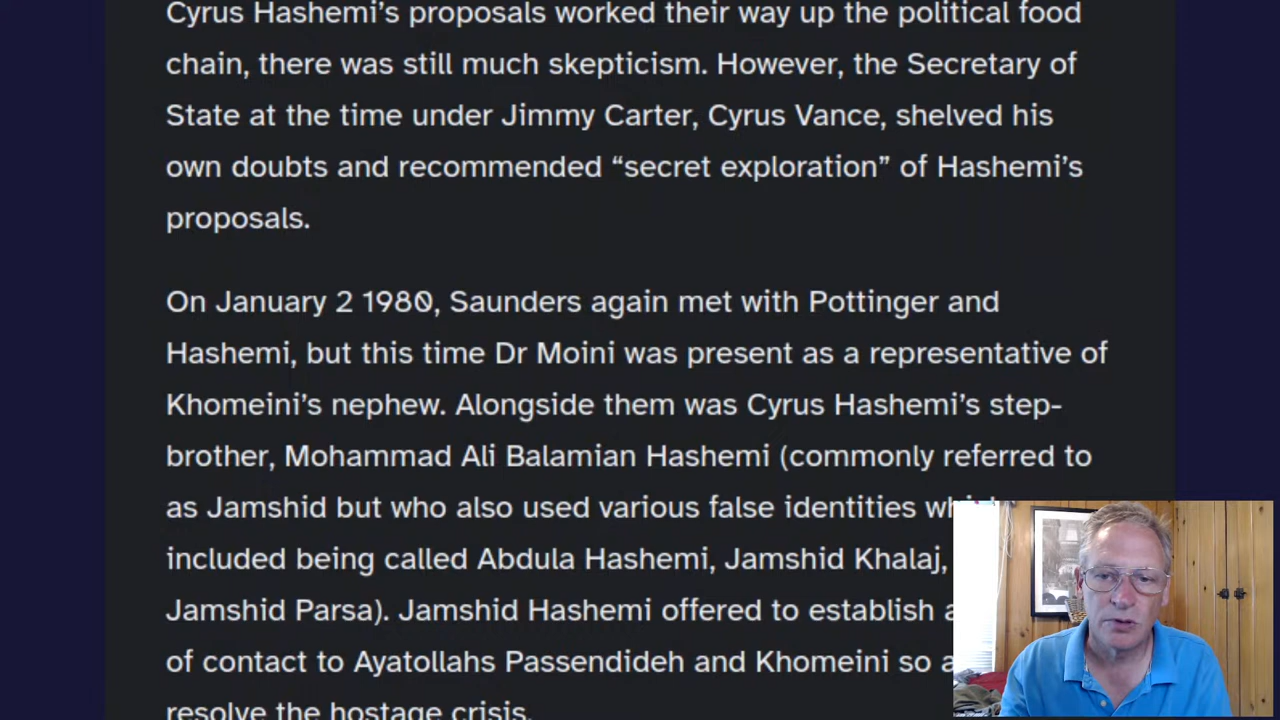 Cyrus Hashemi’s proposals worked their way up the political food
chain, there was still much skepticism. However, the Secretary of
State at the time under Jimmy Carter, Cyrus Vance, shelved his
own doubts and recommended “secret exploration” of Hashemi’s
proposals.
On January 2 1980, Saunders again met with Pottinger and
Hashemi, but this time Dr Moini was present as a representative of
Khomeini’s nephew. Alongside them was Cyrus Hashemi’s step-
brother, Mohammad Ali Balamian Hashemi (commonly referred to
as Jamshid but who also used various false identities
included being called Abdula Hashemi, Jamshid Khalaj,
Jamshid Parsa). Jamshid Hashemi offered to establish
of contact to Ayatollahs Passendideh and Khomeini so
resolve the hostage crisis.